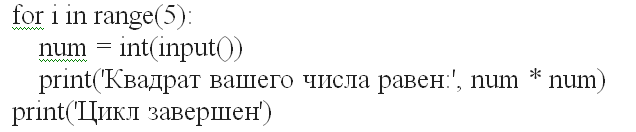 for i in range(5):
num = int(input())
print('Квадрат вашего числа равен:', num * num)
print('Цикл завершен')